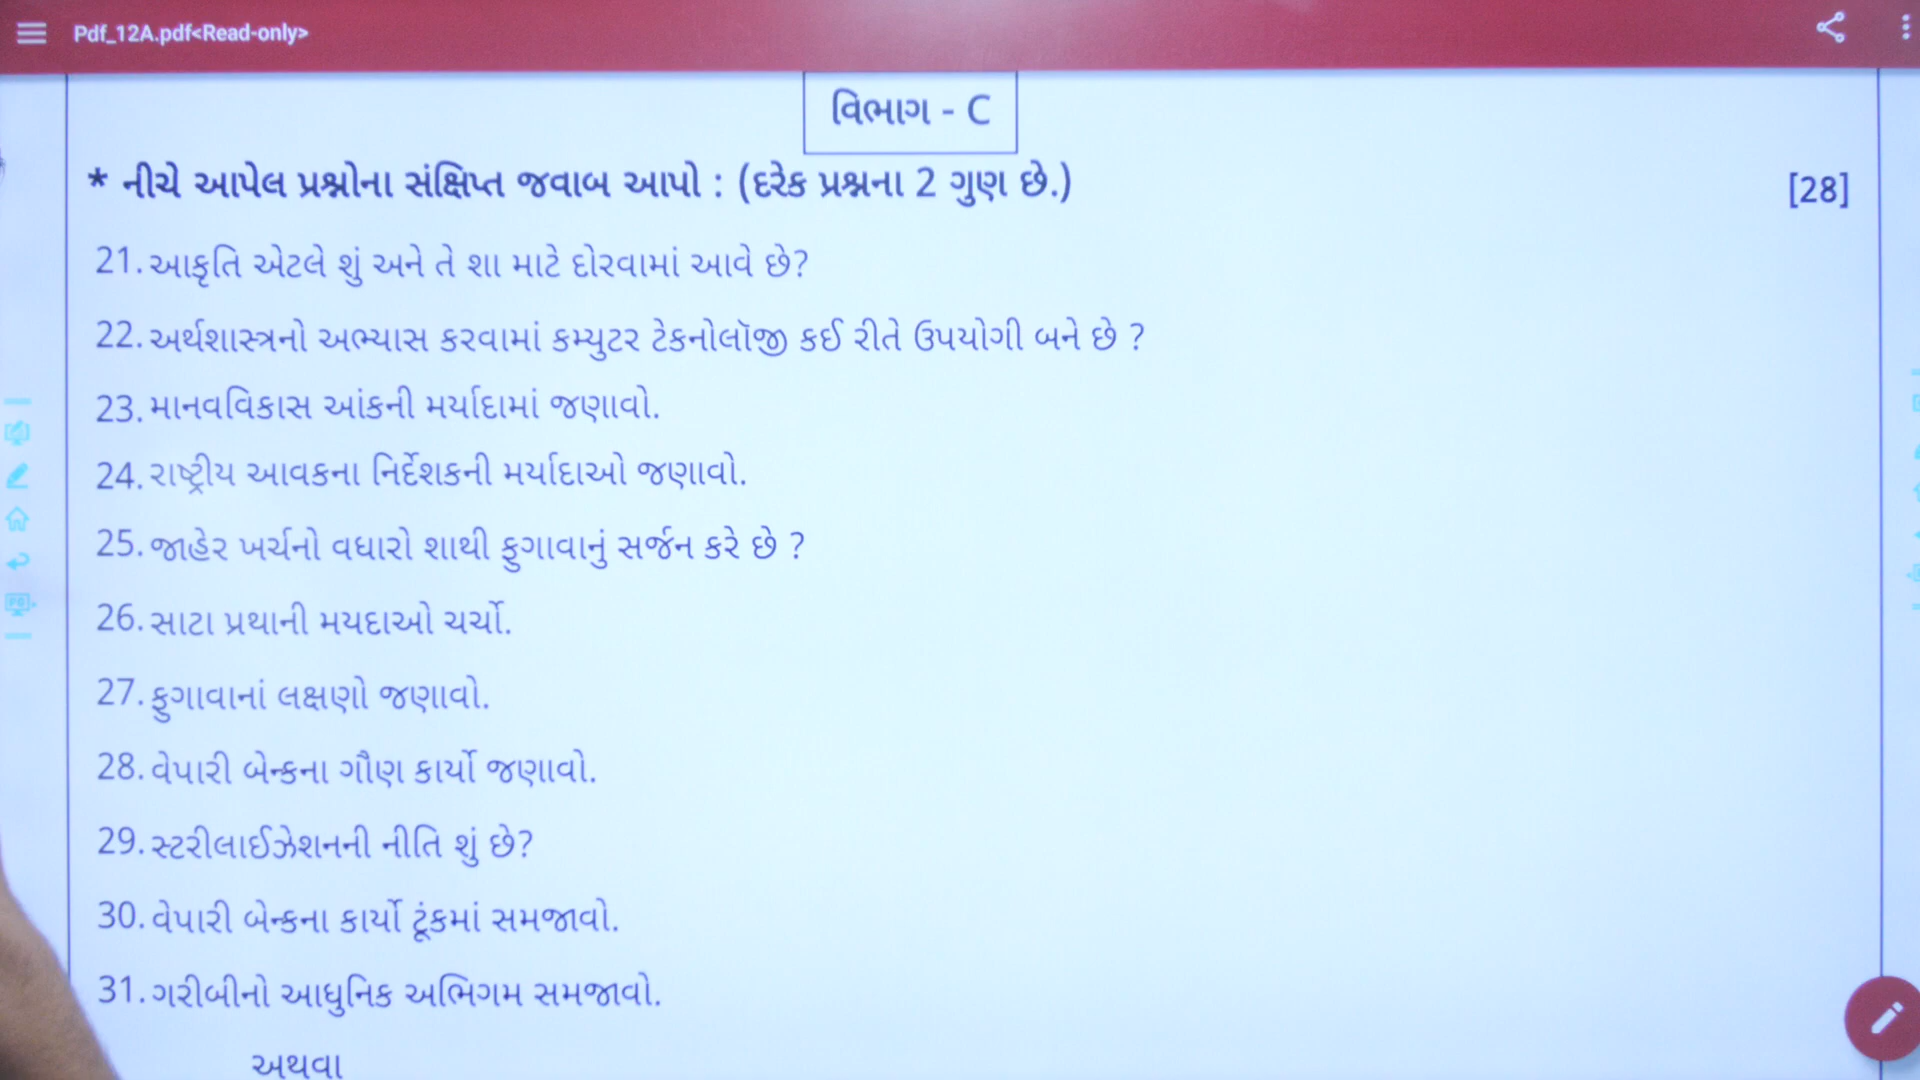 Pdf_12A.pdf<Read-only>
વિભાગ - C
* નીચે આપેલ પ્રશ્નોના સંક્ષિપ્ત જવાબ આપો : (દરેક પ્રશ્નના 2 ગુણ છે.) [28]
21. આકૃતિ એટલે શું અને તે શા માટે દોરવામાં આવે છે?
22. અર્થશાસ્ત્રનો અભ્યાસ કરવામાં કમ્યુટર ટેકનોલૉજી કઈ રીતે ઉપયોગી બને છે ?
23. માનવવિકાસ આંકની મર્યાદામાં જણાવો.
24. રાષ્ટ્રીય આવકના નિર્દેશકની મર્યાદાઓ જણાવો.
25. જાહેર ખર્ચનો વધારો શાથી ફુગાવાનું સર્જન કરે છે ?
26. સાટા પ્રથાની મયદાઓ ચર્ચો.
27. ફુગાવાનાં લક્ષણો જણાવો.
28. વેપારી બેન્કના ગૌણ કાર્યો જણાવો.
29. સ્ટરીલાઈઝેશનની નીતિ શું છે?
30. વેપારી બેન્કના કાર્યો ટૂંકમાં સમજાવો.
31. ગરીબીનો આધુનિક અભિગમ સમજાવો.
અથવા